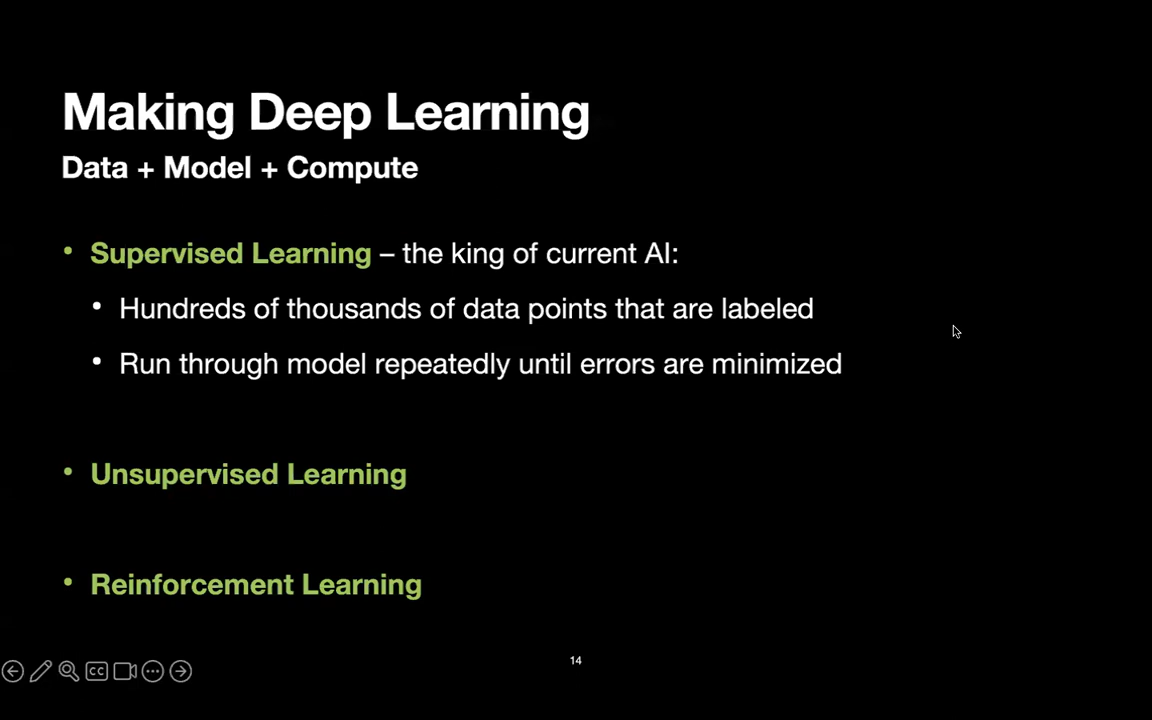 Making Deep Learning
Data + Model + Compute
• Supervised Learning – the king of current AI:
• Hundreds of thousands of data points that are labeled
• Run through model repeatedly until errors are minimized
• Unsupervised Learning
• Reinforcement Learning
14
CC